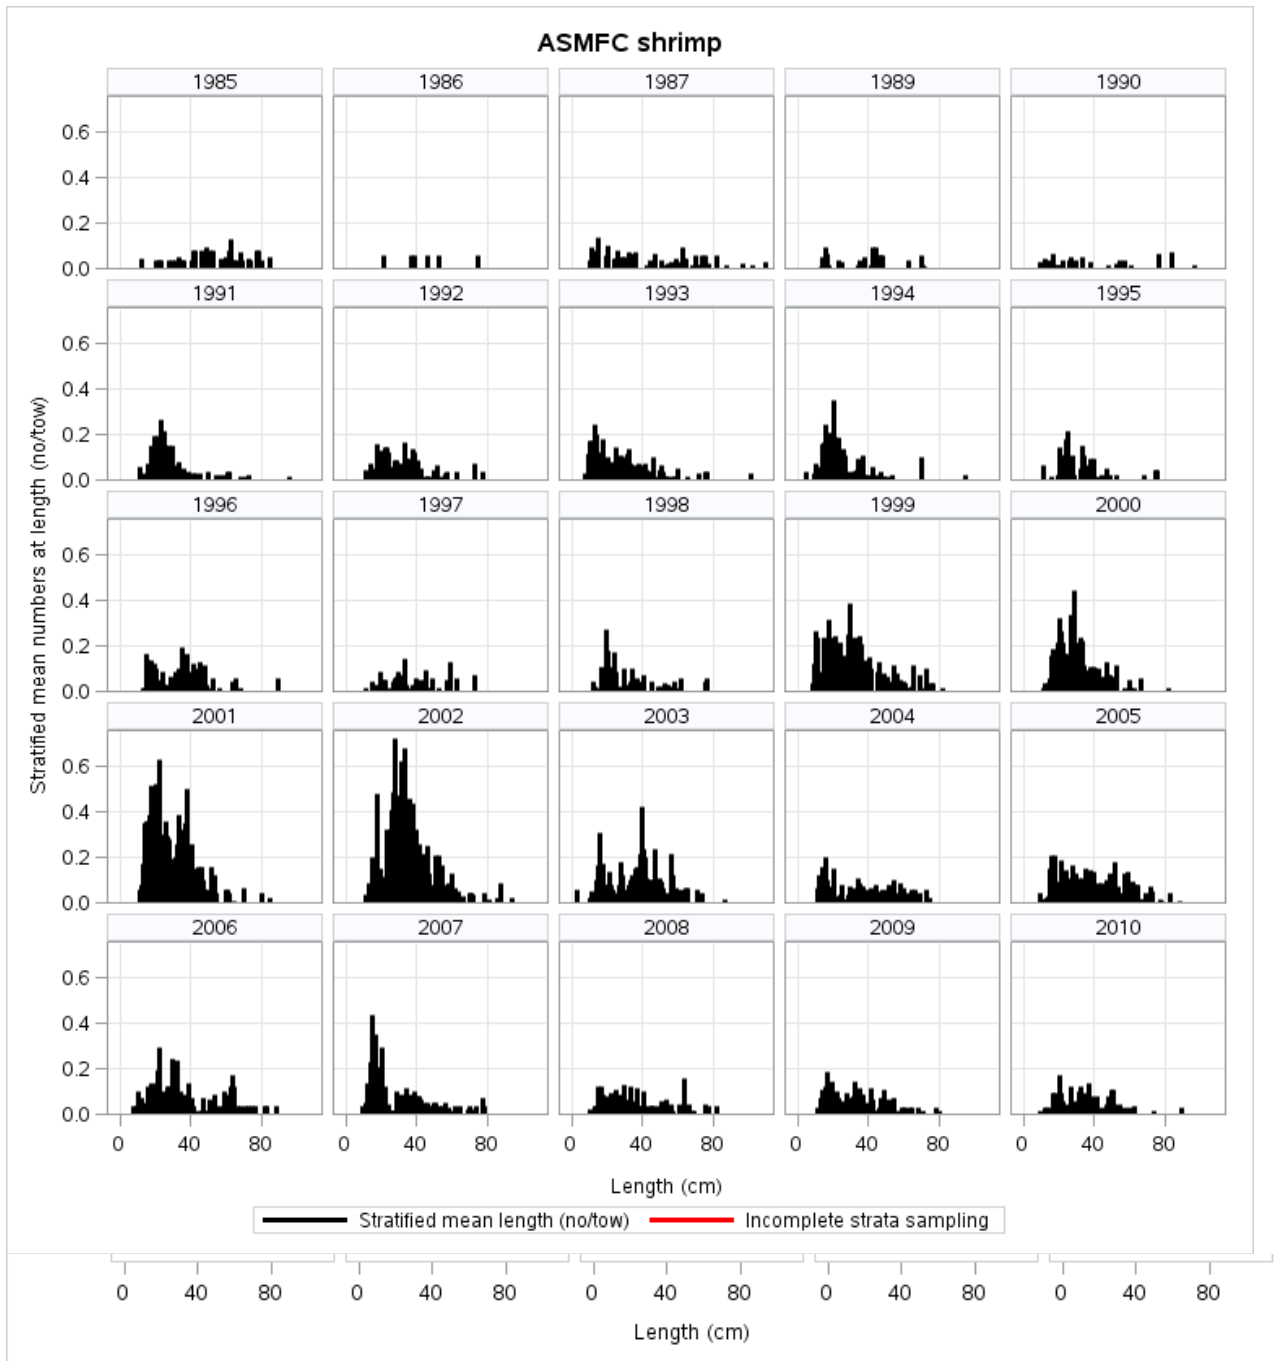 ASMFC shrimp
1985 1986 1987 1989 1990
0.6
0.4
0.2
0.0
1991 1992 1993 1994 1995
0.6
0.4
0.2
0.0
1996 1997 1998 1999 2000
0.6
0.4
0.2
0.0
2001 2002 2003 2004 2005
0.6
0.4
0.2
0.0
2006 2007 2008 2009 2010
0.6
0.4
0.2
0.0
Stratified mean numbers at length (no/tow)
0 40 80 0 40 80 0 40 80 0 40 80 0 40 80
Length (cm)
Stratified mean length (no/tow) Incomplete strata sampling
0 40 80 0 40 80 0 40 80 0 40 80 0 40 80
Length (cm)